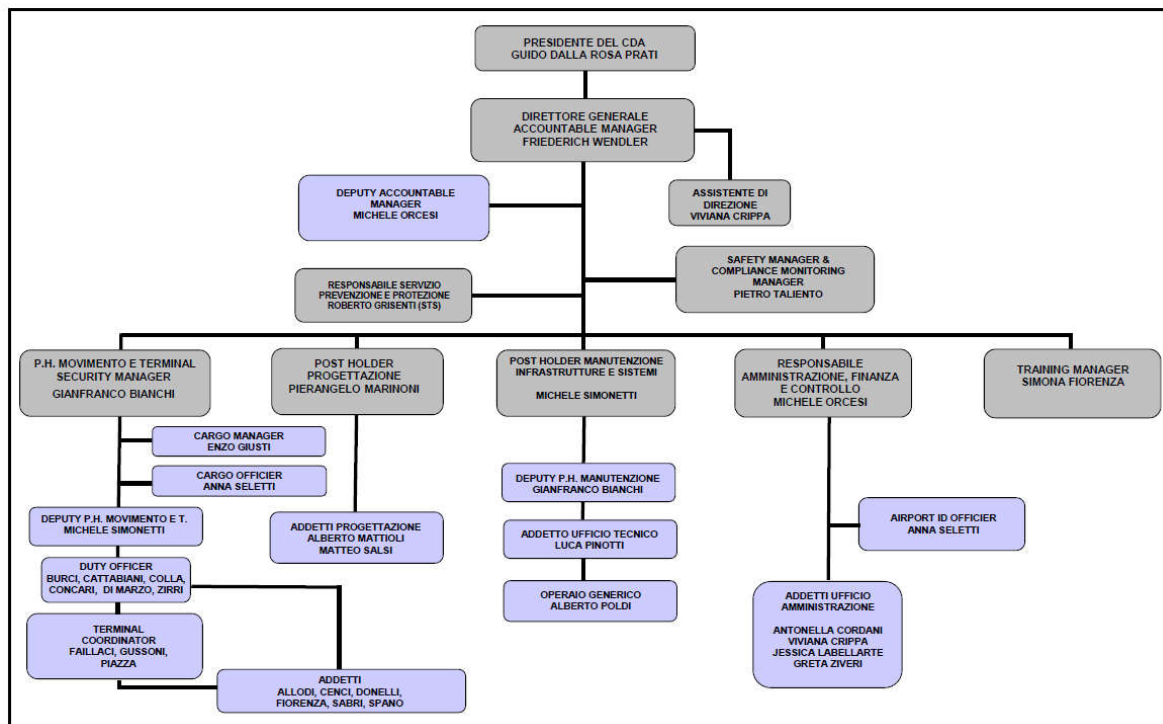 PRESIDENTE DEL CDA
GUIDO DALLA ROSA PRATI
DIRETTORE GENERALE
ACCOUNTABLE MANAGER
FRIEDERICH WENDLER
DEPUTY ACCOUNTABLE
MANAGER
MICHELE ORCESI
ASSISTENTE DI
DIREZIONE
VIVIANA CRIPPA
SAFETY MANAGER &
COMPLIANCE MONITORING
MANAGER
PIETRO TALIENTO
RESPONSABILE SERVIZIO
PREVENZIONE E PROTEZIONE
ROBERTO GRISENTI (STS)
P.H. MOVIMENTO E TERMINAL
SECURITY MANAGER
GIANFRANCO BIANCHI
POST HOLDER
PROGETTAZIONE
PIERANGELO MARINONI
POST HOLDER MANUTENZIONE
INFRASTRUTTURE E SISTEMI
MICHELE SIMONETTI
RESPONSABILE
AMMINISTRAZIONE, FINANZA
E CONTROLLO
MICHELE ORCESI
TRAINING MANAGER
SIMONA FIORENZA
CARGO MANAGER
ENZO GIUSTI
CARGO OFFICER
ANNA SELETTI
DEPUTY P.H. MOVIMENTO E T.
MICHELE SIMONETTI
DUTY OFFICER
BURCI, CATTABIANI, COLLA,
CONCARI, DI MARZO, ZIRRI
TERMINAL
COORDINATOR
FAILLACI, GUSSONI,
PIAZZA
ADDETTI
ALLODI, CENCI, DONELLI,
FIORENZA, SABRI, SPANO
ADDETTI PROGETTAZIONE
ALBERTO MATTIOLI
MATTEO SALSI
DEPUTY P.H. MANUTENZIONE
GIANFRANCO BIANCHI
ADDETTO UFFICIO TECNICO
LUCA PINOTTI
OPERAIO GENERICO
ALBERTO POLDI
AIRPORT ID OFFICER
ANNA SELETTI
ADDETTI UFFICIO
AMMINISTRAZIONE
ANTONELLA CORDANI
VIVIANA CRIPPA
JESSICA LABELLARTE
GRETA ZIVERI